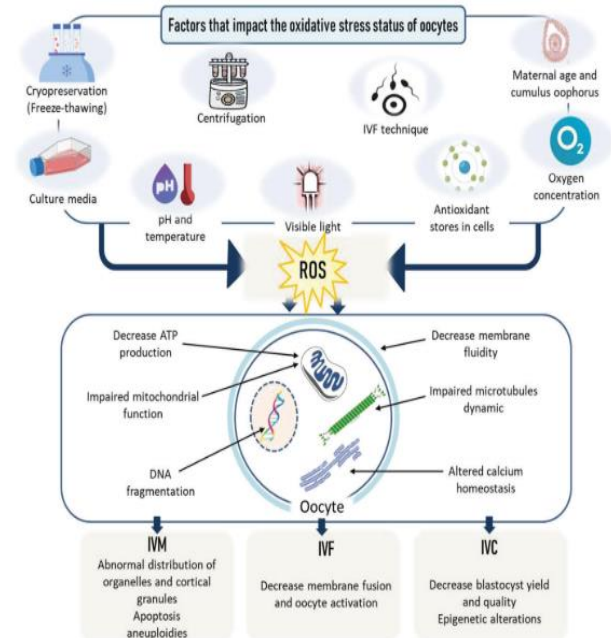 Factors that impact the oxidative stress status of oocytes
Cryopreservation
(Freeze-thawing)
Centrifugation
IVF technique
Maternal age and
cumulus oophorus
Culture media
pH
pH and
temperature
Visible light
Antioxidant
stores in cells
O2
Oxygen
concentration
ROS
Decrease ATP
production
Decrease membrane
fluidity
Impaired mitochondrial
function
Impaired microtubules
dynamic
DNA
fragmentation
Altered calcium
homeostasis
Oocyte
IVM
Abnormal distribution of
organelles and cortical
granules
Apoptosis
aneuploidies
IVF
Decrease membrane fusion
and oocyte activation
IVC
Decrease blastocyst yield
and quality
Epigenetic alterations